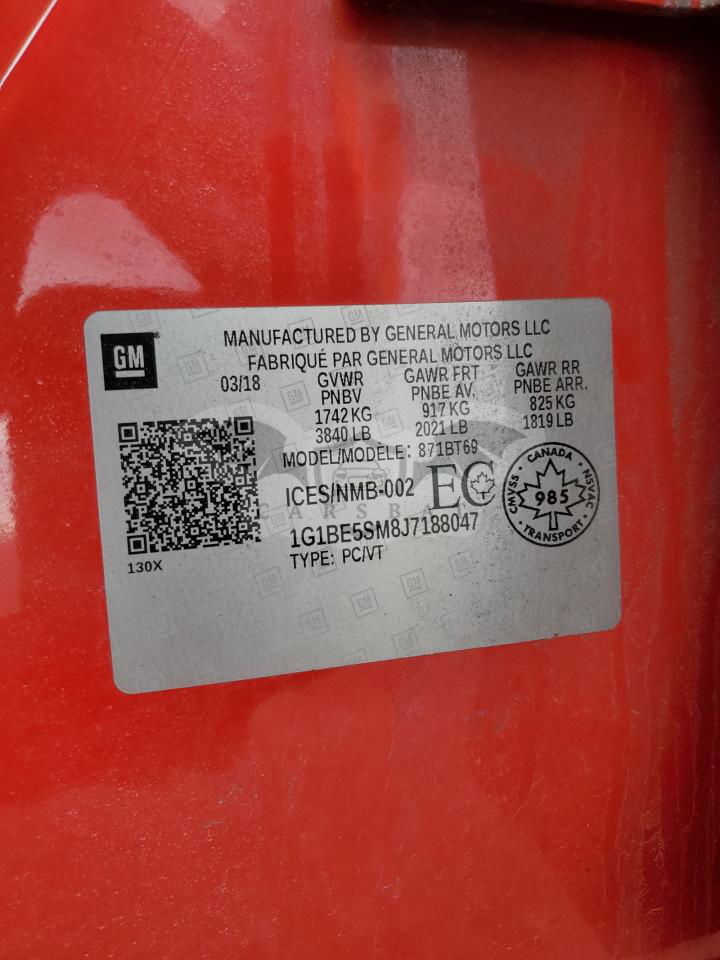 GM
MANUFACTURED BY GENERAL MOTORS LLC
FABRIQUÉ PAR GENERAL MOTORS LLC
03/18
GVWR
PNBV
1742 KG
3840 LB
GAWR FRT
PNBE AV.
917 KG
2021 LB
GAWR RR
PNBE ARR.
825 KG
1819 LB
MODEL/MODELE: 871BT69
ICES/NMB-002
EC
1G1BE5SM8J7188047
TYPE: PC/VT
130X
CANADA
CMVSS
985
NSVAC
TRANSPORT